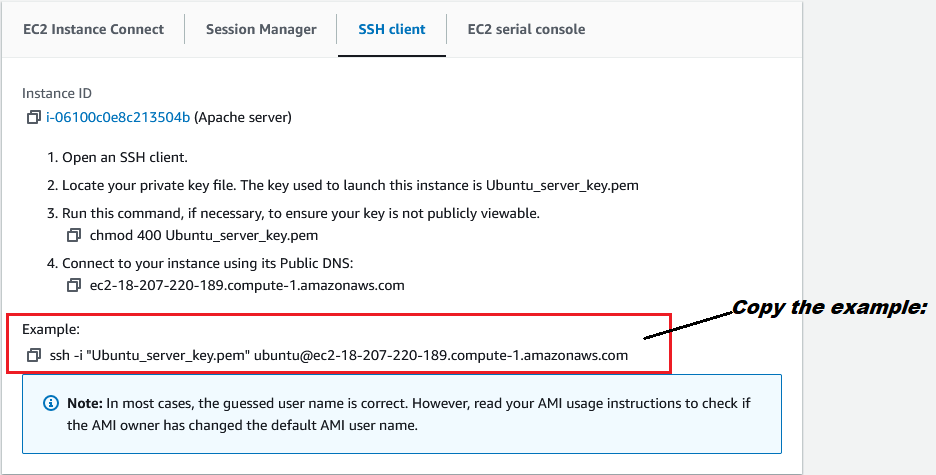 EC2 Instance Connect
Session Manager
SSH client
EC2 serial console
Instance ID
i-06100c0e8c213504b (Apache server)
1. Open an SSH client.
2. Locate your private key file. The key used to launch this instance is Ubuntu_server_key.pem
3. Run this command, if necessary, to ensure your key is not publicly viewable.
chmod 400 Ubuntu_server_key.pem
4. Connect to your instance using its Public DNS:
ec2-18-207-220-189.compute-1.amazonaws.com
Copy the example:
Example:
ssh -i "Ubuntu_server_key.pem" ubuntu@ec2-18-207-220-189.compute-1.amazonaws.com
Note: In most cases, the guessed user name is correct. However, read your AMI usage instructions to check if
the AMI owner has changed the default AMI user name.